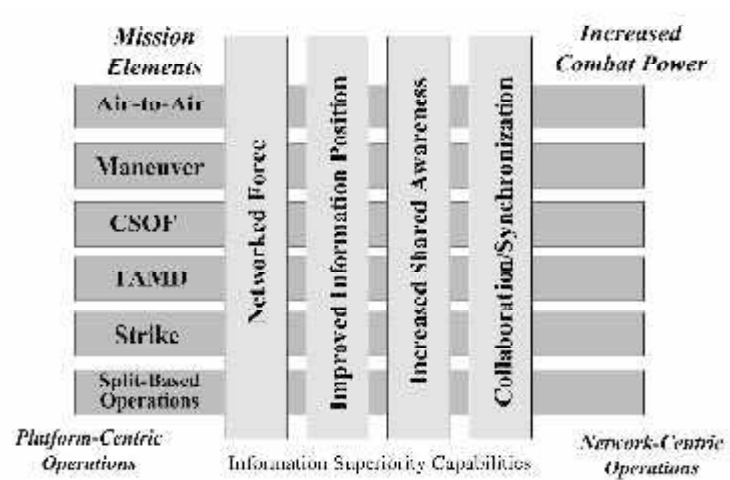 Mission
Elements
Increased
Combat Power
Air-to-Air
Maneuver
CSOF
TAMD
Strike
Split-Based
Operations
Networked Force
Improved Information Position
Increased Shared Awareness
Collaboration/Synchronization
Platform-Centric
Operations
Information Superiority Capabilities
Network-Centric
Operations